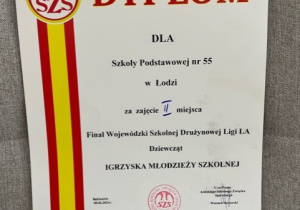 SZS
DYPLOM
DLA
Szkoły Podstawowej nr 55
w Łodzi
za zajęcie II miejsca
Finał Wojewódzki Szkolnej Drużynowej Ligi LA
Dziewcząt
IGRZYSKA MŁODZIEŻY SZKOLNEJ